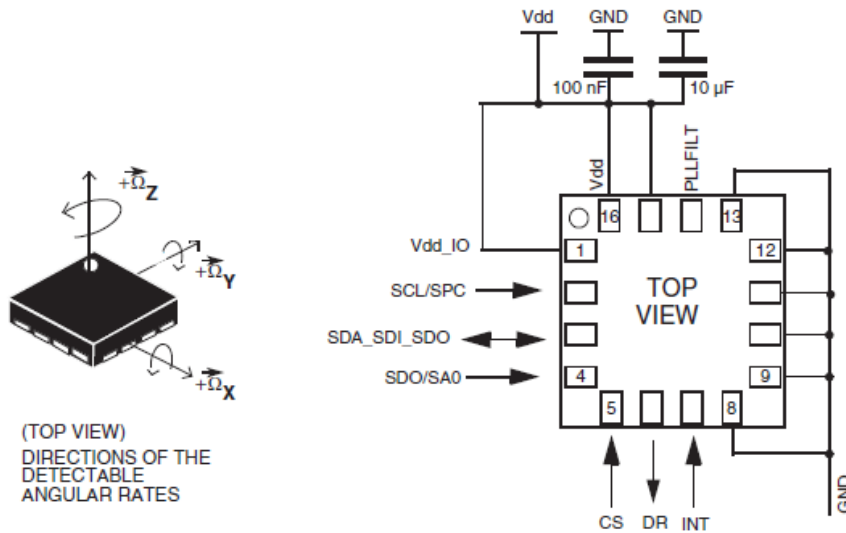 +Ω Z
+Ω Y
+Ω X
(TOP VIEW)
DIRECTIONS OF THE
DETECTABLE
ANGULAR RATES
Vdd GND GND
100 nF 10 µF
Vdd PLLFILT
16 13
Vdd_IO 1 12
SCL/SPC
TOP
VIEW
SDA_SDI_SDO
SDO/SA0 4 9
5 8
CS DR INT
GND